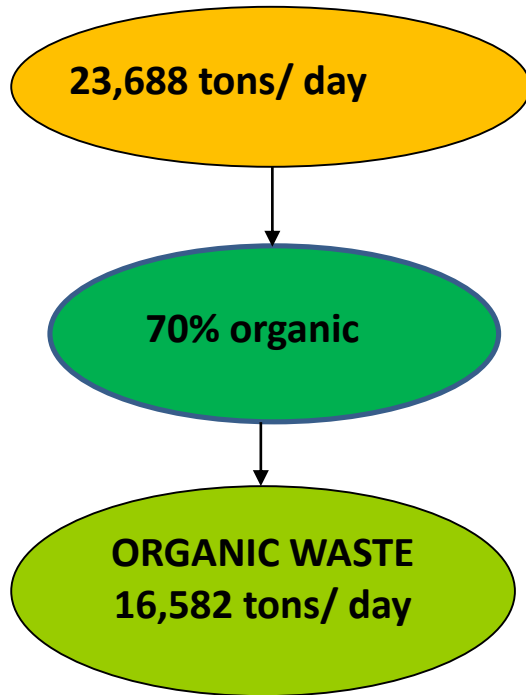 23,688 tons/ day
70% organic
ORGANIC WASTE
16,582 tons/ day